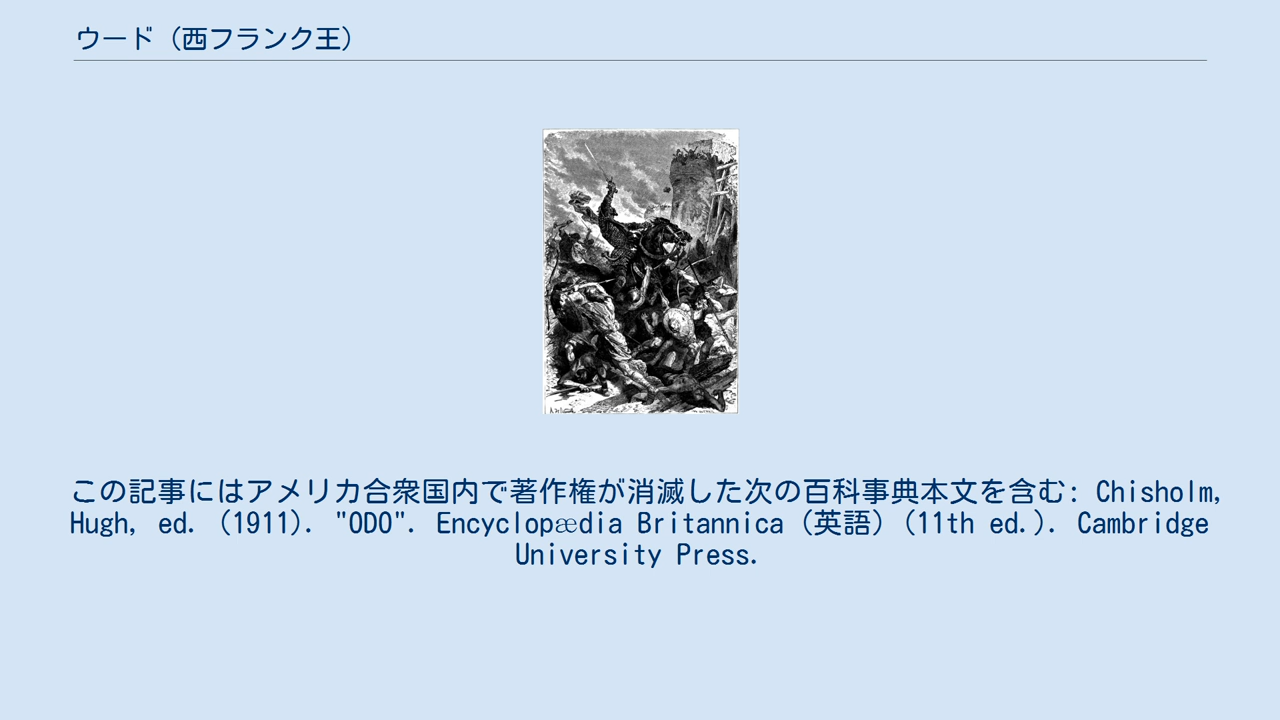 ウード（西フランク王）
この記事にはアメリカ合衆国内で著作権が消滅した次の百科事典本文を含む: Chisholm,
Hugh, ed. (1911). "ODO". Encyclopædia Britannica (英語) (11th ed.). Cambridge
University Press.